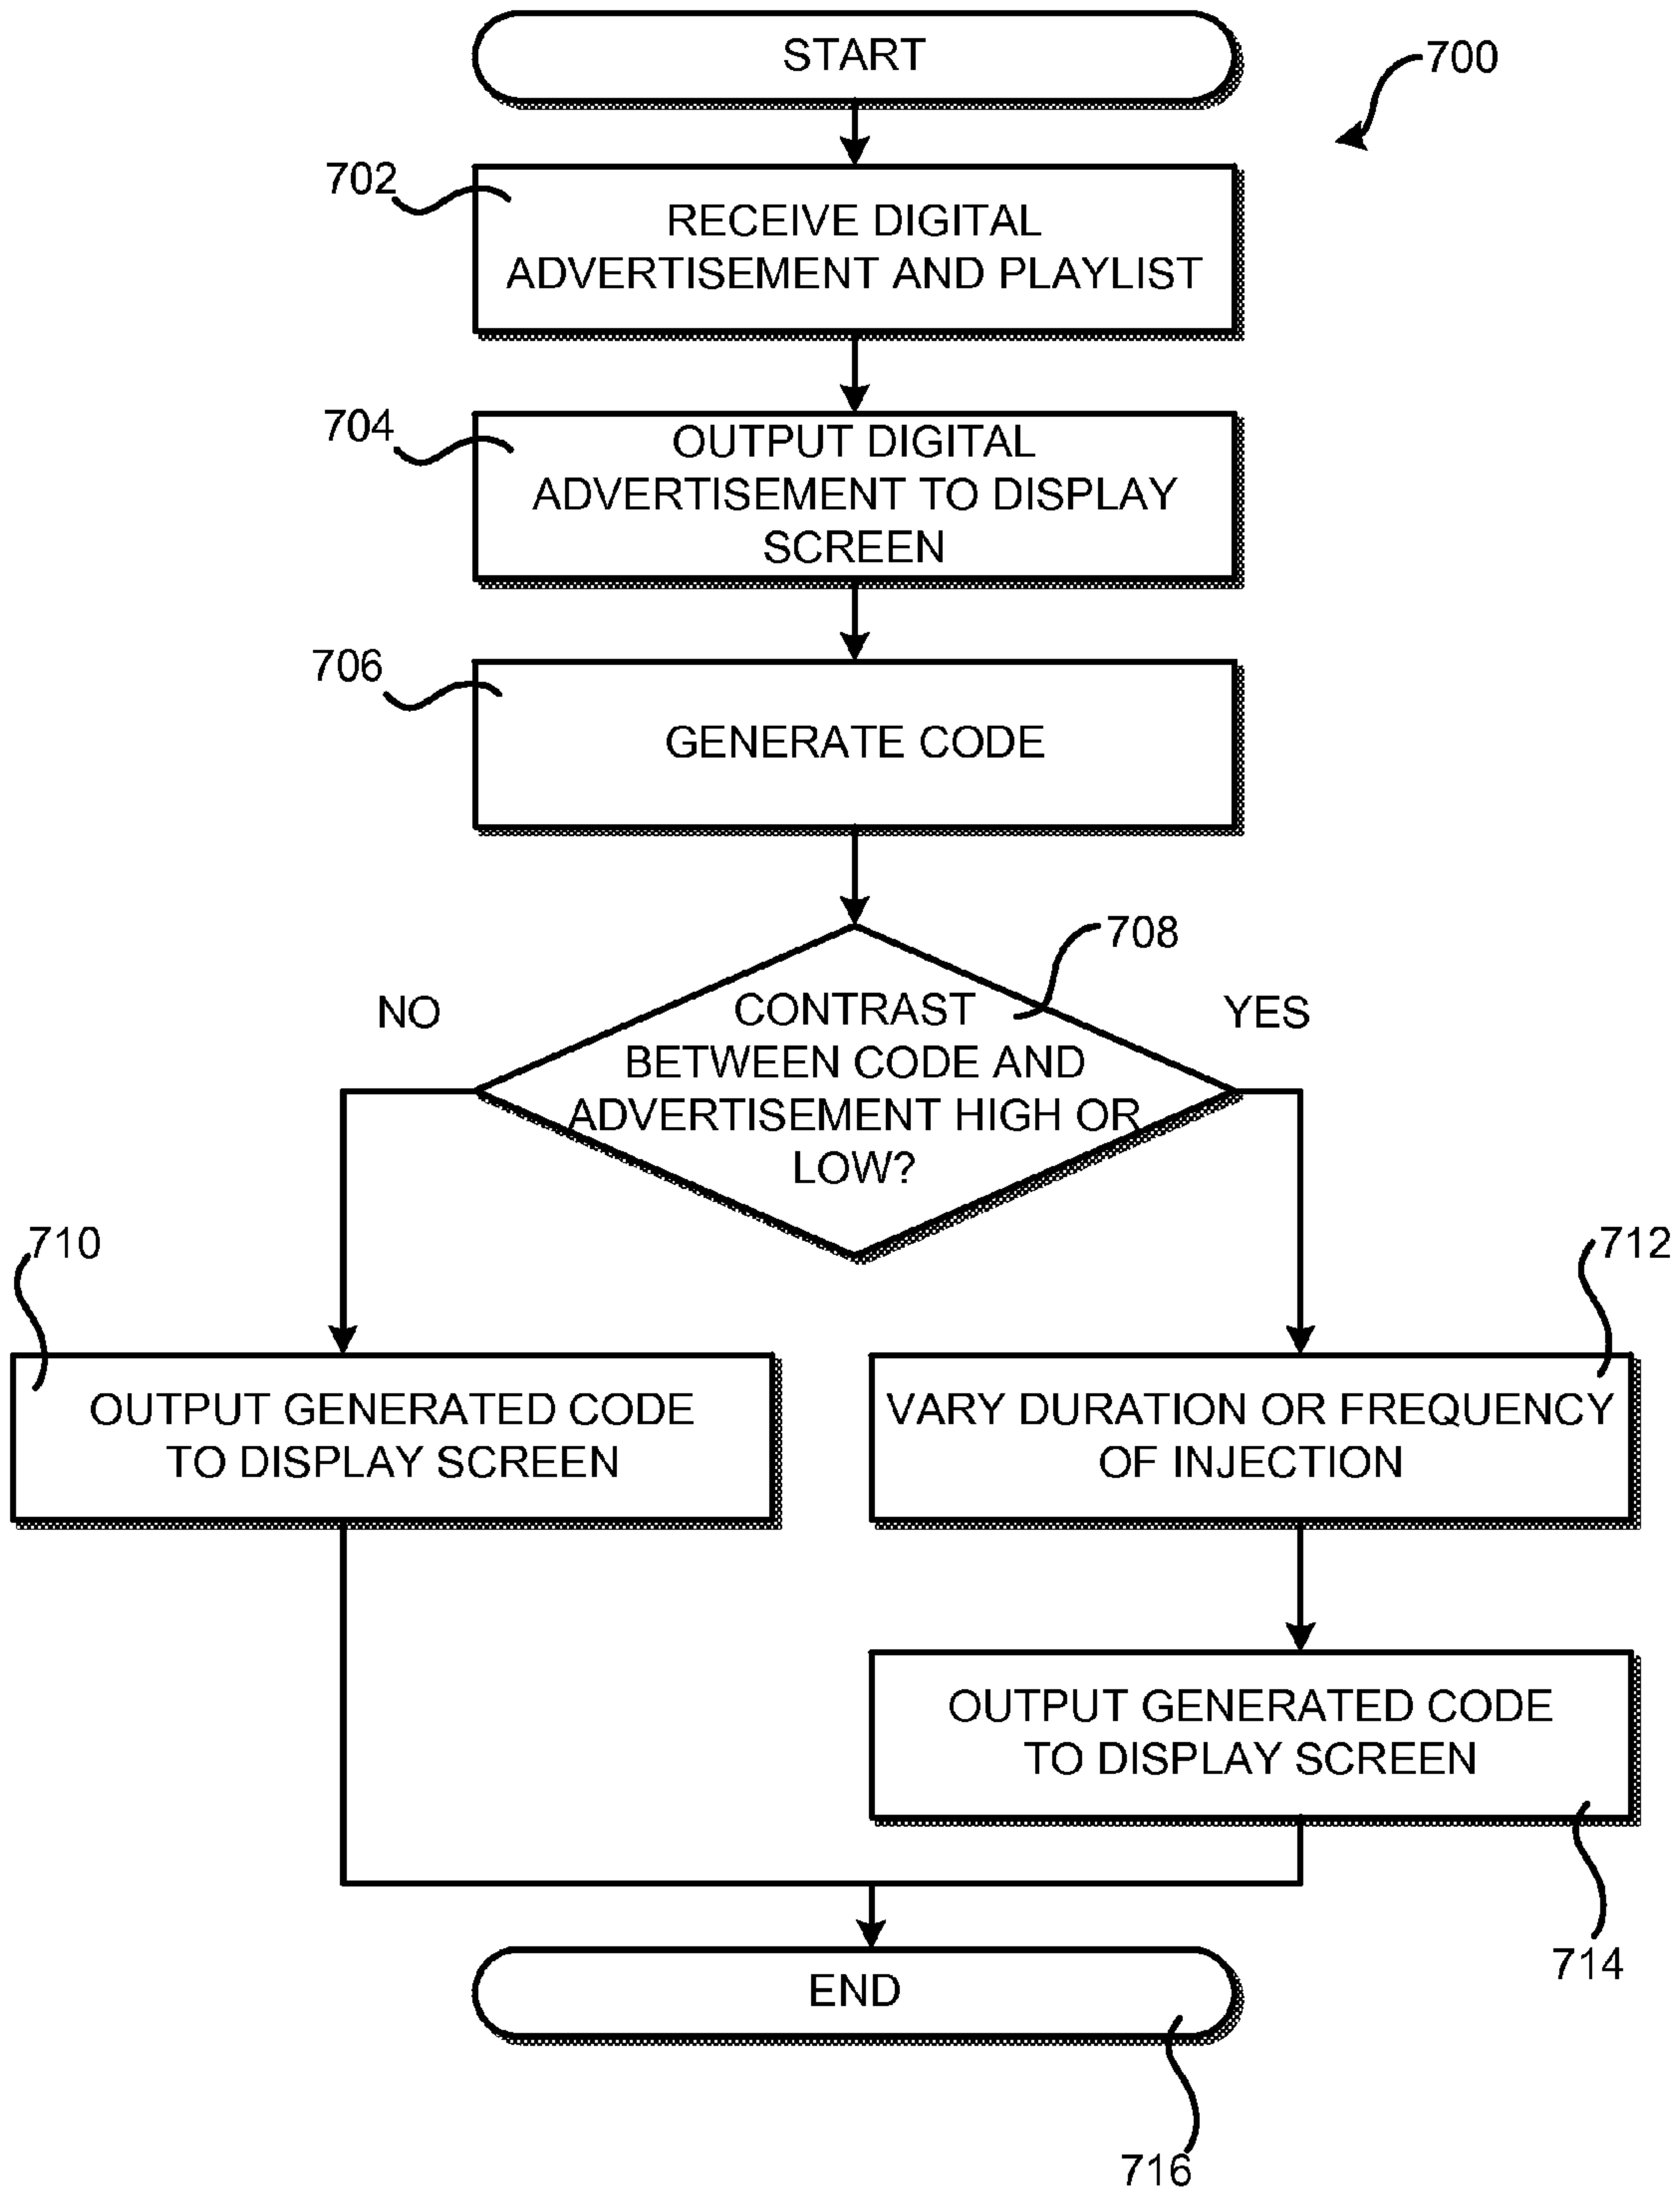 START
700
702
RECEIVE DIGITAL
ADVERTISEMENT AND PLAYLIST
704
OUTPUT DIGITAL
ADVERTISEMENT TO DISPLAY
SCREEN
706
GENERATE CODE
708
NO
YES
CONTRAST
BETWEEN CODE AND
ADVERTISEMENT HIGH OR
LOW?
710
712
OUTPUT GENERATED CODE
TO DISPLAY SCREEN
VARY DURATION OR FREQUENCY
OF INJECTION
OUTPUT GENERATED CODE
TO DISPLAY SCREEN
714
END
716